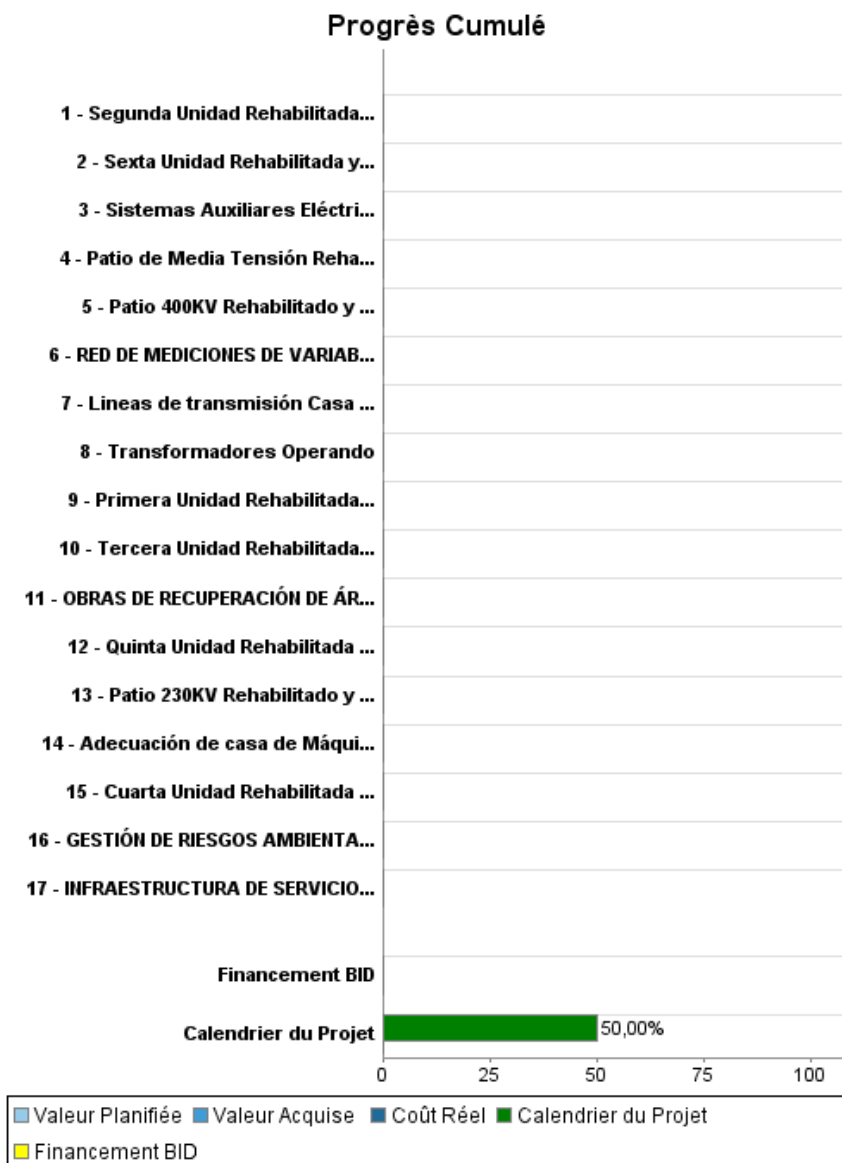 Progrès Cumulé
1 - Segunda Unidad Rehabilitada...
2 - Sexta Unidad Rehabilitada y...
3 - Sistemas Auxiliares Eléctri...
4 - Patio de Media Tensión Reha...
5 - Patio 400KV Rehabilitado y ...
6 - RED DE MEDICIONES DE VARIAB...
7 - Lineas de transmisión Casa ...
8 - Transformadores Operando
9 - Primera Unidad Rehabilitada...
10 - Tercera Unidad Rehabilitada...
11 - OBRAS DE RECUPERACIÓN DE ÁR...
12 - Quinta Unidad Rehabilitada ...
13 - Patio 230KV Rehabilitado y ...
14 - Adecuación de casa de Máqui...
15 - Cuarta Unidad Rehabilitada ...
16 - GESTIÓN DE RIESGOS AMBIENTA...
17 - INFRAESTRUCTURA DE SERVICIO...
Financement BID
Calendrier du Projet 50,00%
0 25 50 75 100
Valeur Planifiée Valeur Acquise Coût Réel Calendrier du Projet
Financement BID